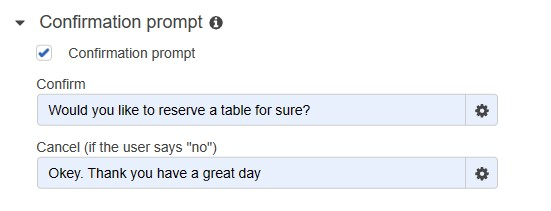 Confirmation prompt
Confirmation prompt
Confirm
Would you like to reserve a table for sure?
Cancel (if the user says "no")
Okey. Thank you have a great day